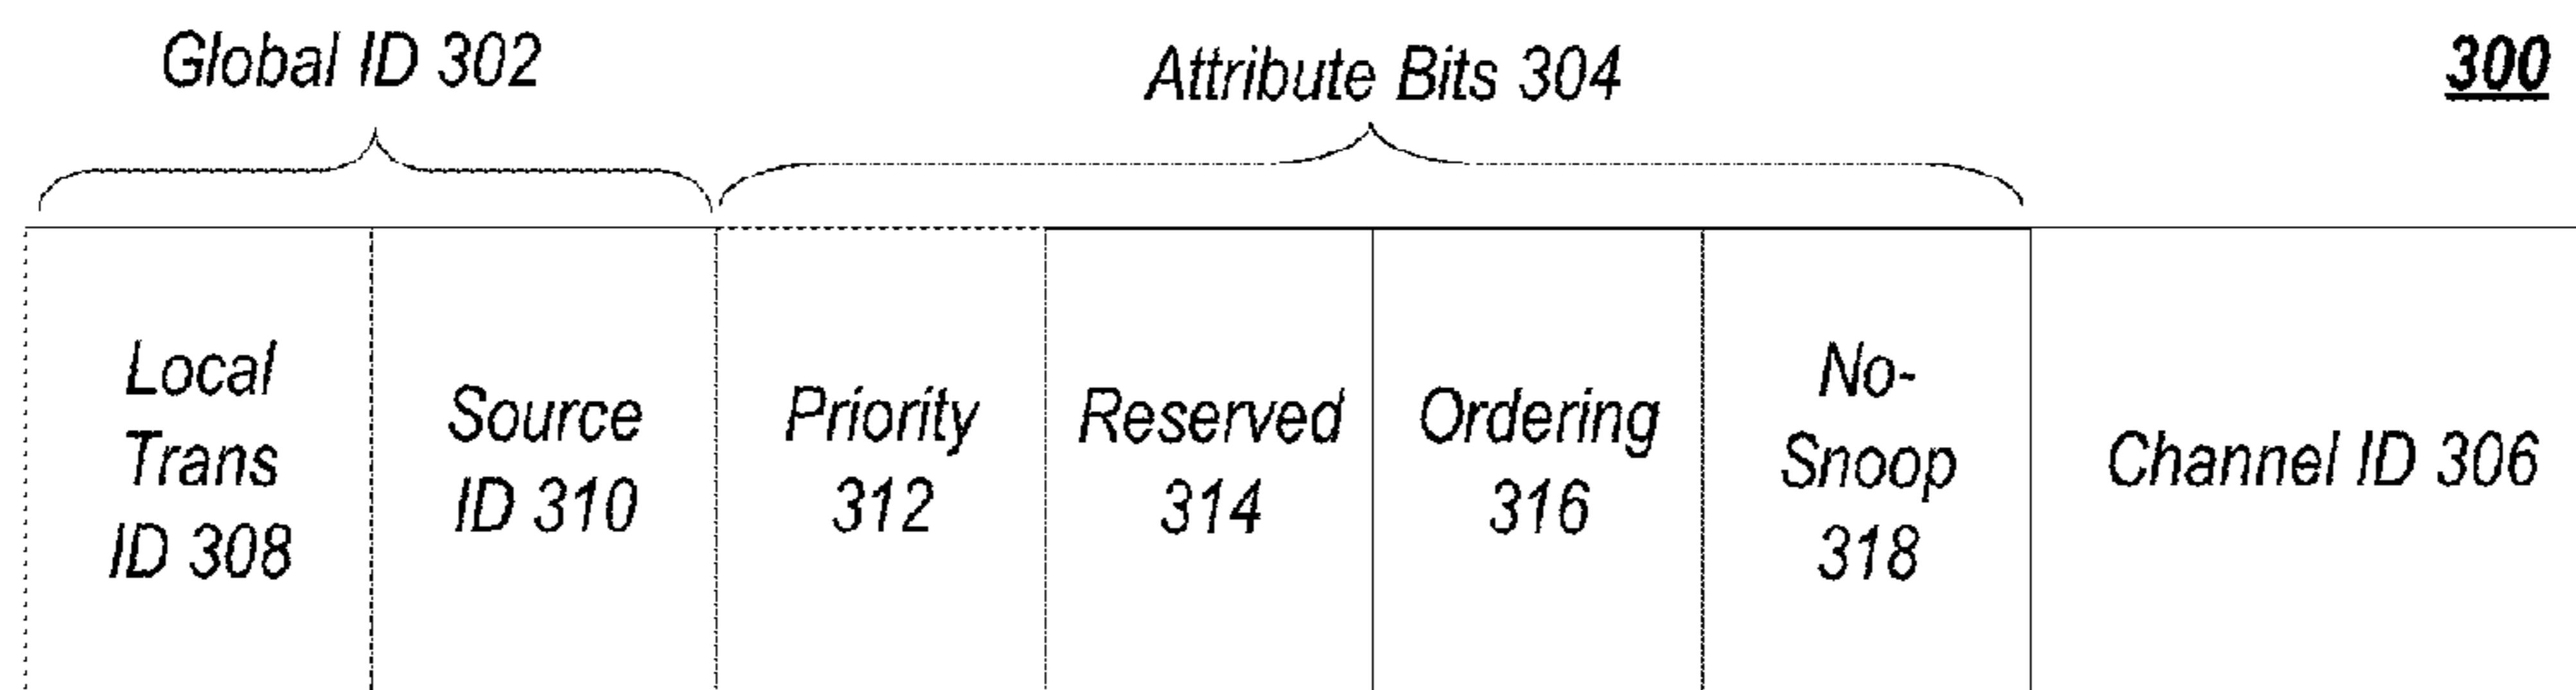 Global ID 302
Attribute Bits 304
300
Local
Trans
ID 308
Source
ID 310
Priority
312
Reserved
314
Ordering
316
No-
Snoop
318
Channel ID 306